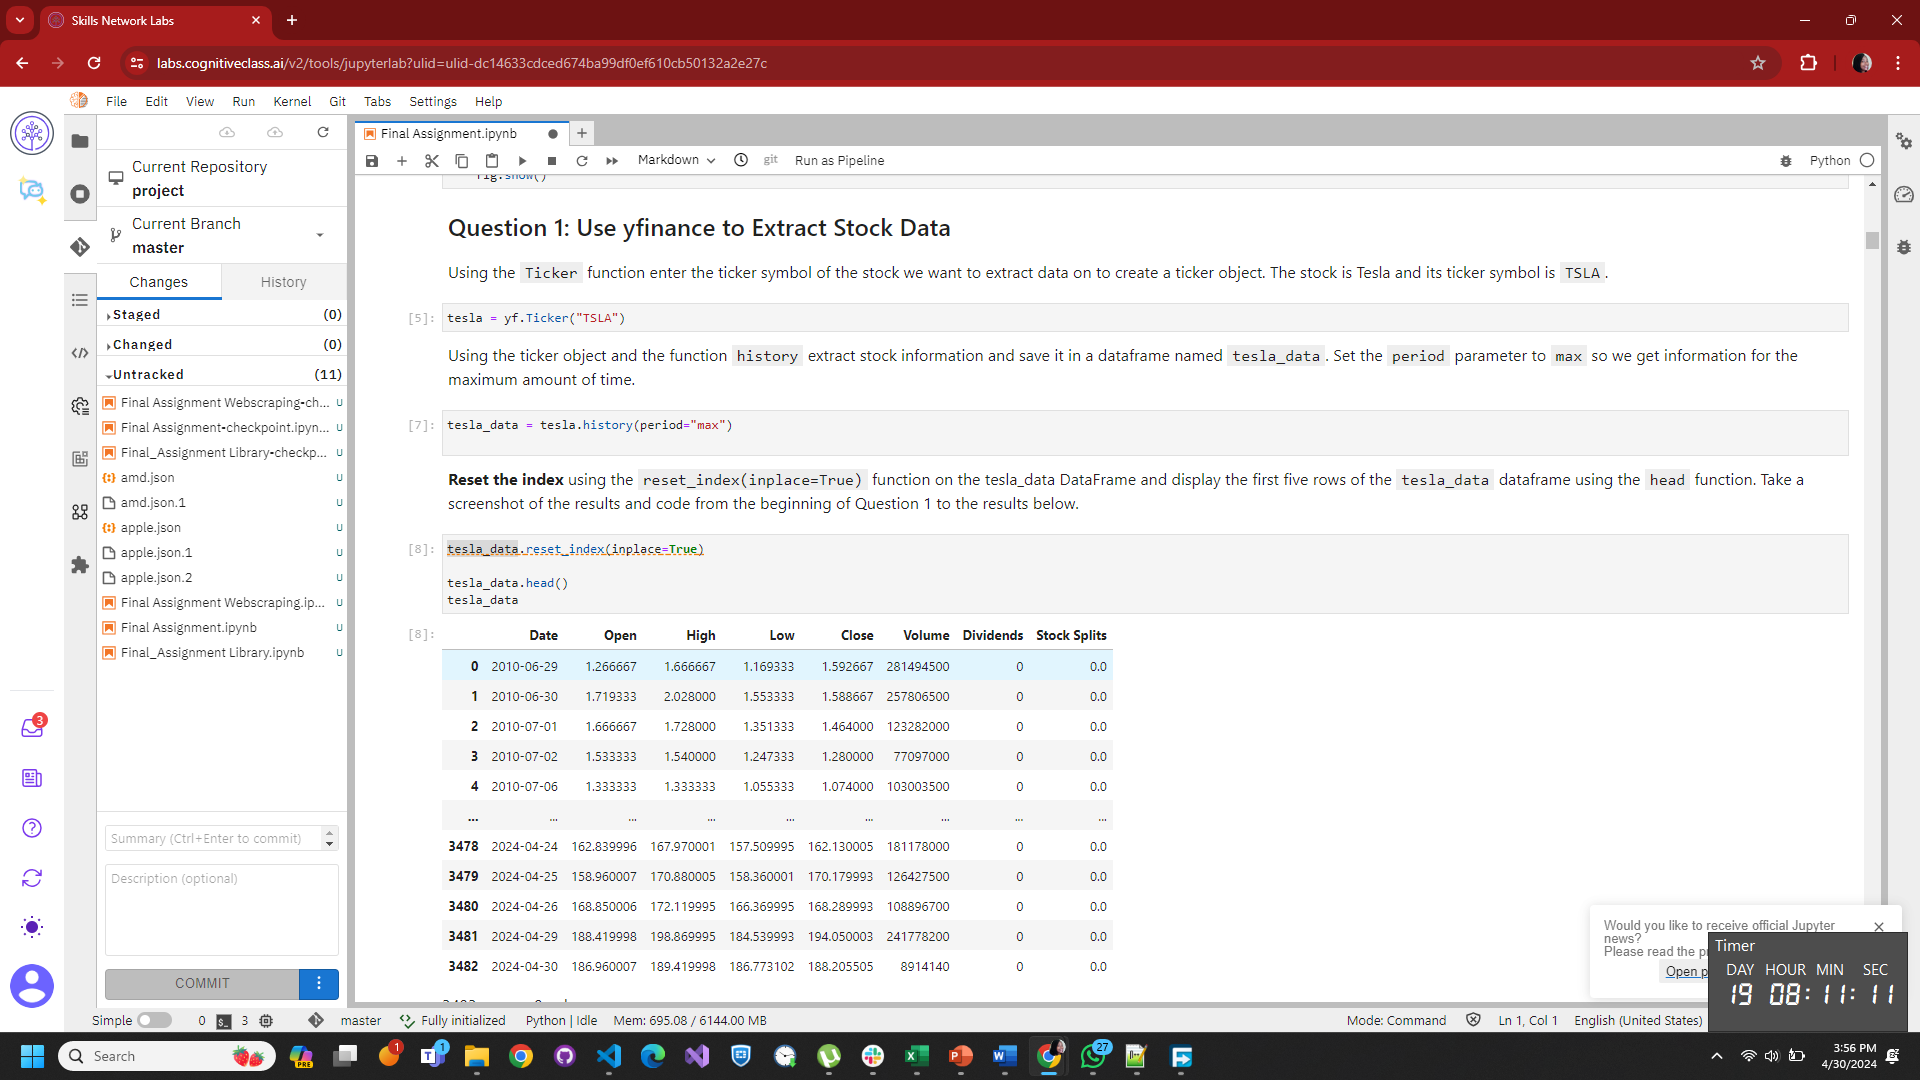 Skills Network Labs
labs.cognitiveclass.ai/v2/tools/jupyterlab?ulid=ulid-dc14633cdced674ba99df0ef610cb50132a2e27c
File Edit View Run Kernel Git Tabs Settings Help
Current Repository
project
Current Branch
master
Changes History
Staged (0)
Changed (0)
Untracked (11)
Final Assignment Webscraping-ch... U
Final Assignment-checkpoint.ipyn... U
Final_Assignment Library-checkp... U
amd.json U
amd.json.1 U
apple.json U
apple.json.1 U
apple.json.2 U
Final Assignment Webscraping.ip... U
Final Assignment.ipynb U
Final_Assignment Library.ipynb U
3
Summary (Ctrl+Enter to commit)
Description (optional)
COMMIT
Final Assignment.ipynb
Markdown git Run as Pipeline Python
fig.show()
Question 1: Use yfinance to Extract Stock Data
Using the Ticker function enter the ticker symbol of the stock we want to extract data on to create a ticker object. The stock is Tesla and its ticker symbol is TSLA.
[5]: tesla = yf.Ticker("TSLA")
Using the ticker object and the function history extract stock information and save it in a dataframe named tesla_data. Set the period parameter to max so we get information for the
maximum amount of time.
[7]: tesla_data = tesla.history(period="max")
Reset the index using the reset_index(inplace=True) function on the tesla_data DataFrame and display the first five rows of the tesla_data dataframe using the head function. Take a
screenshot of the results and code from the beginning of Question 1 to the results below.
[8]: tesla_data.reset_index(inplace=True)
tesla_data.head()
tesla_data
[8]: Date Open High Low Close Volume Dividends Stock Splits
0 2010-06-29 1.266667 1.666667 1.169333 1.592667 281494500 0 0.0
1 2010-06-30 1.719333 2.028000 1.553333 1.588667 257806500 0 0.0
2 2010-07-01 1.666667 1.728000 1.351333 1.464000 123282000 0 0.0
3 2010-07-02 1.533333 1.540000 1.247333 1.280000 77097000 0 0.0
4 2010-07-06 1.333333 1.333333 1.055333 1.074000 103003500 0 0.0
... ... ... ... ... ... ... ... ...
3478 2024-04-24 162.839996 167.970001 157.509995 162.130005 181178000 0 0.0
3479 2024-04-25 158.960007 170.880005 158.360001 170.179993 126427500 0 0.0
3480 2024-04-26 168.850006 172.119995 166.369995 168.289993 108896700 0 0.0
3481 2024-04-29 188.419998 198.869995 184.539993 194.050003 241778200 0 0.0
3482 2024-04-30 186.960007 189.419998 186.773102 188.205505 8914140 0 0.0
Would you like to receive official Jupyter
news?
Please read the pr
Open p
Timer
DAY HOUR MIN SEC
19 08: 11: 11
Simple 0 3 master Fully initialized Python | Idle Mem: 695.08 / 6144.00 MB Mode: Command Ln 1, Col 1 English (United States)
Search PRE 1 1 27
3:56 PM
4/30/2024